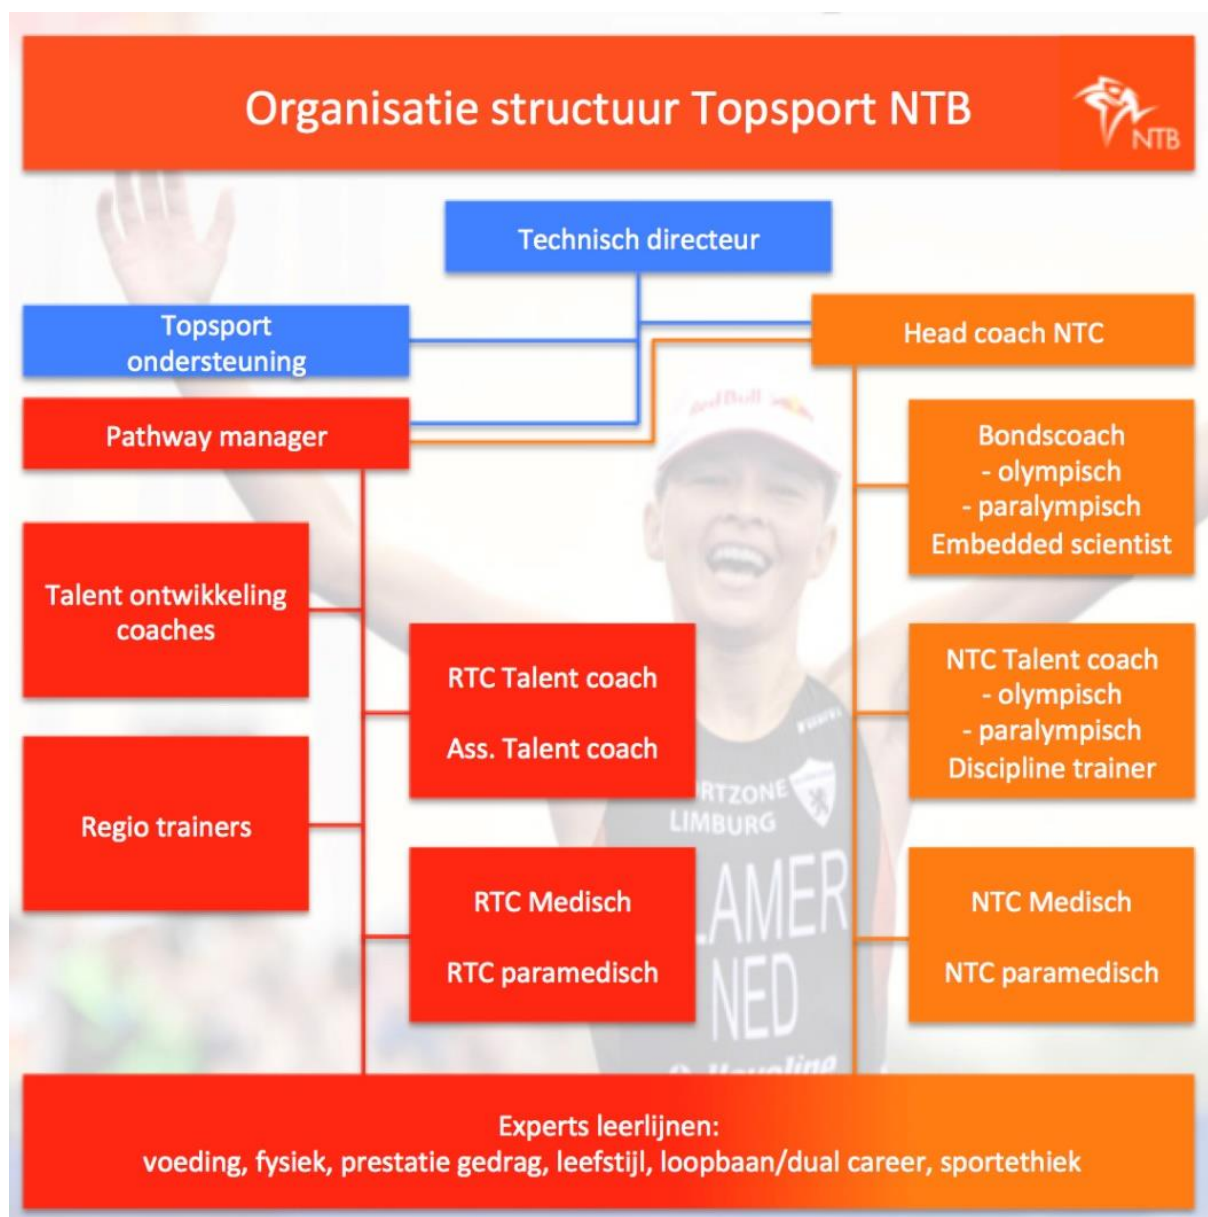 Organisatie structuur Topsport NTB
NTB
Technisch directeur
Topsport
ondersteuning
Head coach NTC
Pathway manager
Bondscoach
- olympisch
- paralympisch
Embedded scientist
Talent ontwikkeling
coaches
RTC Talent coach
Ass. Talent coach
NTC Talent coach
- olympisch
- paralympisch
Discipline trainer
Regio trainers
RTC Medisch
RTC paramedisch
NTC Medisch
NTC paramedisch
Experts leerlijnen:
voeding, fysiek, prestatie gedrag, leefstijl, loopbaan/dual career, sportethiek
Red Bull
RTZONE
LIMBURG
LAMER
NED